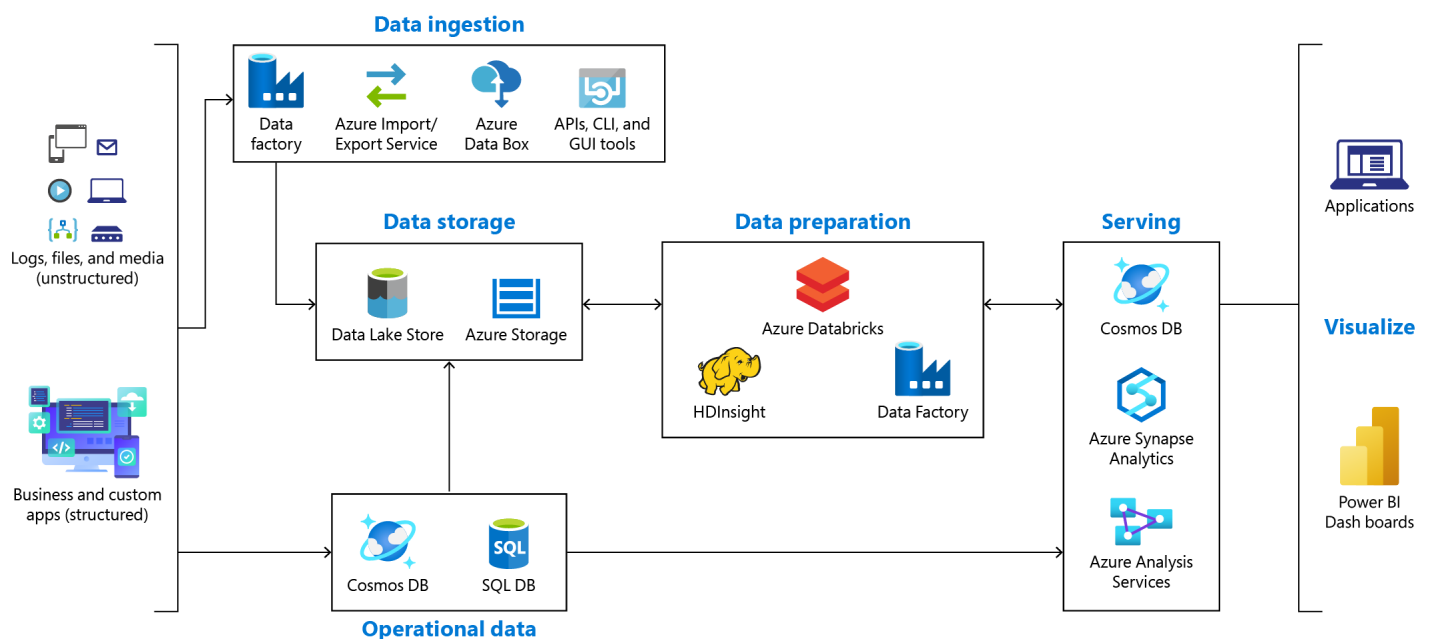 Data ingestion
Data
factory
Azure Import/
Export Service
Azure
Data Box
APIs, CLI, and
GUI tools
Logs, files, and media
(unstructured)
Business and custom
apps (structured)
Data storage
Data Lake Store
Azure Storage
Data preparation
Azure Databricks
HDInsight
Data Factory
Serving
Cosmos DB
Azure Synapse
Analytics
Azure Analysis
Services
Cosmos DB
SQL
SQL DB
Operational data
Applications
Visualize
Power BI
Dash boards